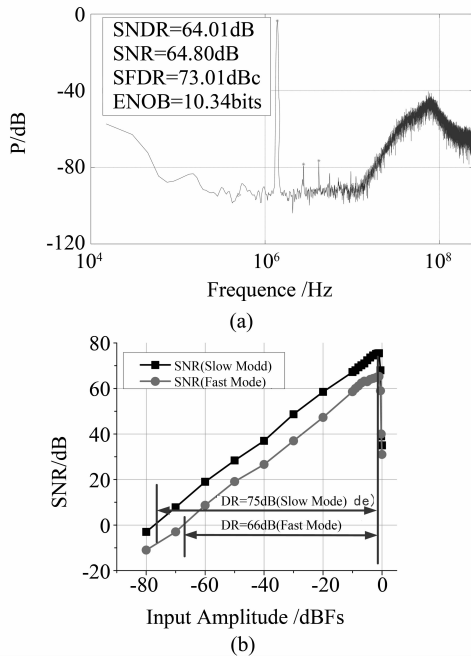 SNDR=64.01dB
SNR=64.80dB
SFDR=73.01dBc
ENOB=10.34bits
P/dB
0
-40
-80
-120
10^4
10^6
10^8
Frequence /Hz
(a)
SNR(Slow Modd)
SNR(Fast Mode)
SNR/dB
80
60
40
20
0
-20
DR=75dB(Slow Mode) de)
DR=66dB(Fast Mode)
-80
-60
-40
-20
0
Input Amplitude /dBFs
(b)